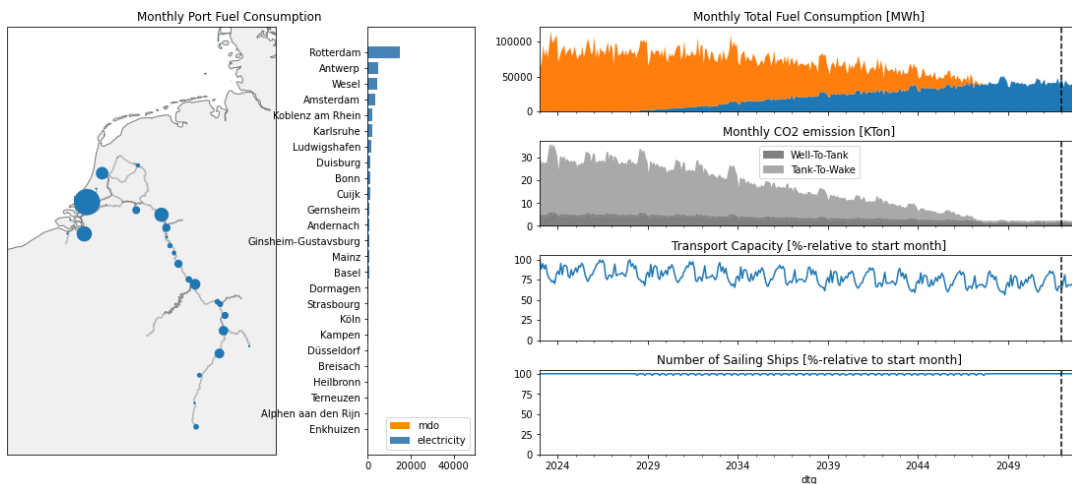 Monthly Port Fuel Consumption
Rotterdam
Antwerp
Wesel
Amsterdam
Koblenz am Rhein
Karlsruhe
Ludwigshafen
Duisburg
Bonn
Cuijk
Gernsheim
Andernach
Ginsheim-Gustavsburg
Mainz
Basel
Dormagen
Strasbourg
Köln
Kampen
Düsseldorf
Breisach
Heilbronn
Terneuzen
Alphen aan den Rijn
Enkhuizen
mdo
electricity
0 20000 40000
Monthly Total Fuel Consumption [MWh]
100000
50000
0
Monthly CO2 emission [KTon]
30
20
10
0
Well-To-Tank
Tank-To-Wake
Transport Capacity [%-relative to start month]
100
75
50
25
0
Number of Sailing Ships [%-relative to start month]
100
75
50
25
0
2024 2029 2034 2039 2044 2049
dtg